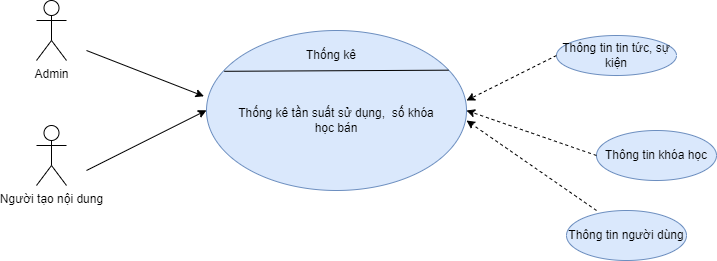 Admin
Người tạo nội dung
Thống kê
Thống kê tần suất sử dụng, số khóa
học bán
Thông tin tin tức, sự
kiện
Thông tin khóa học
Thông tin người dùng